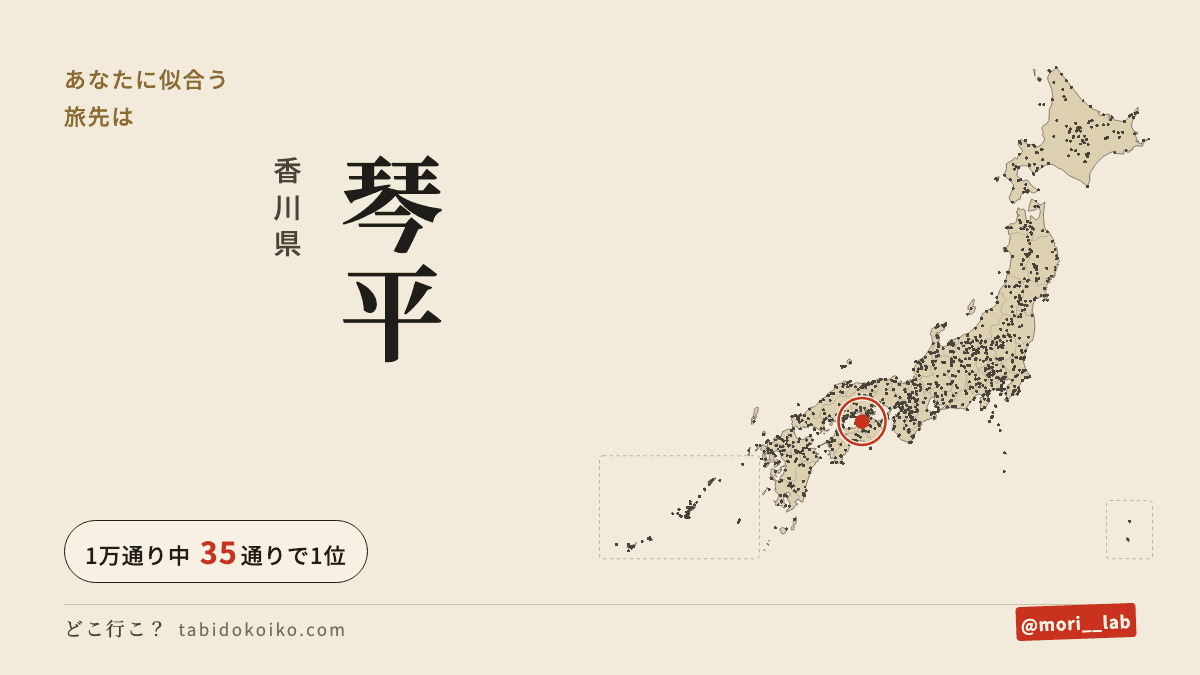 あなたに似合う
旅先は
琴平
香川県
1万通り中 35通りで1位
どこ行こ？ tabidokoiko.com
@mori__lab